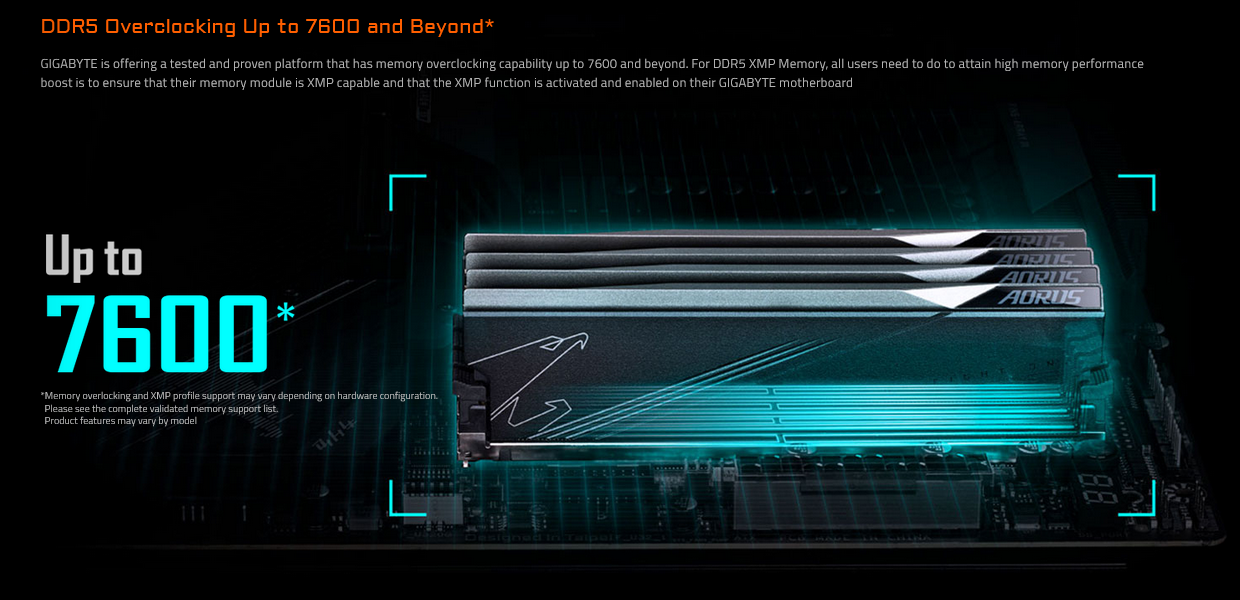 DDR5 Overclocking Up to 7600 and Beyond*
GIGABYTE is offering a tested and proven platform that has memory overclocking capability up to 7600 and beyond. For DDR5 XMP Memory, all users need to do to attain high memory performance
boost is to ensure that their memory module is XMP capable and that the XMP function is activated and enabled on their GIGABYTE motherboard
Up to
7600*
*Memory overlocking and XMP profile support may vary depending on hardware configuration.
Please see the complete validated memory support list.
Product features may vary by model
AORUS
AORUS
AORUS
AORUS
Designed in Taipei